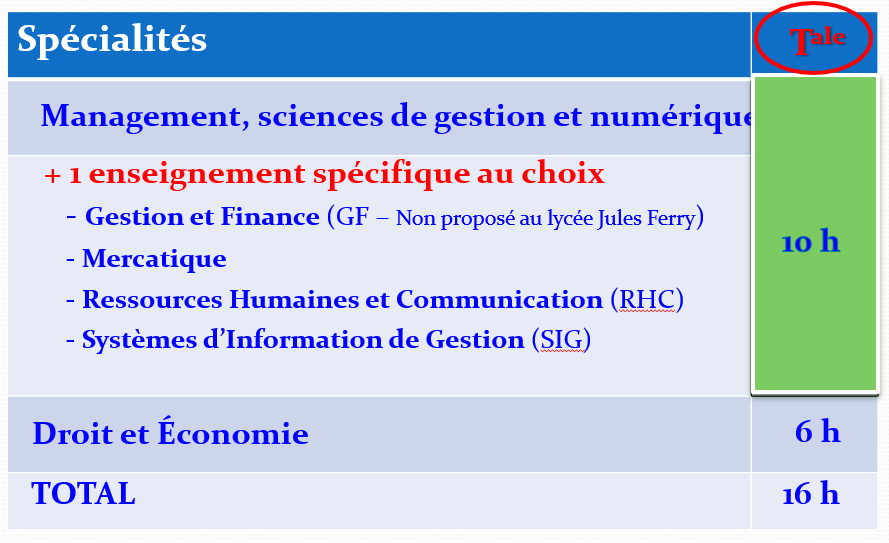 Spécialités Tale
Management, sciences de gestion et numérique
+ 1 enseignement spécifique au choix
- Gestion et Finance (GF – Non proposé au lycée Jules Ferry)
10 h
- Mercatique
- Ressources Humaines et Communication (RHC)
- Systèmes d’Information de Gestion (SIG)
Droit et Économie 6 h
TOTAL 16 h